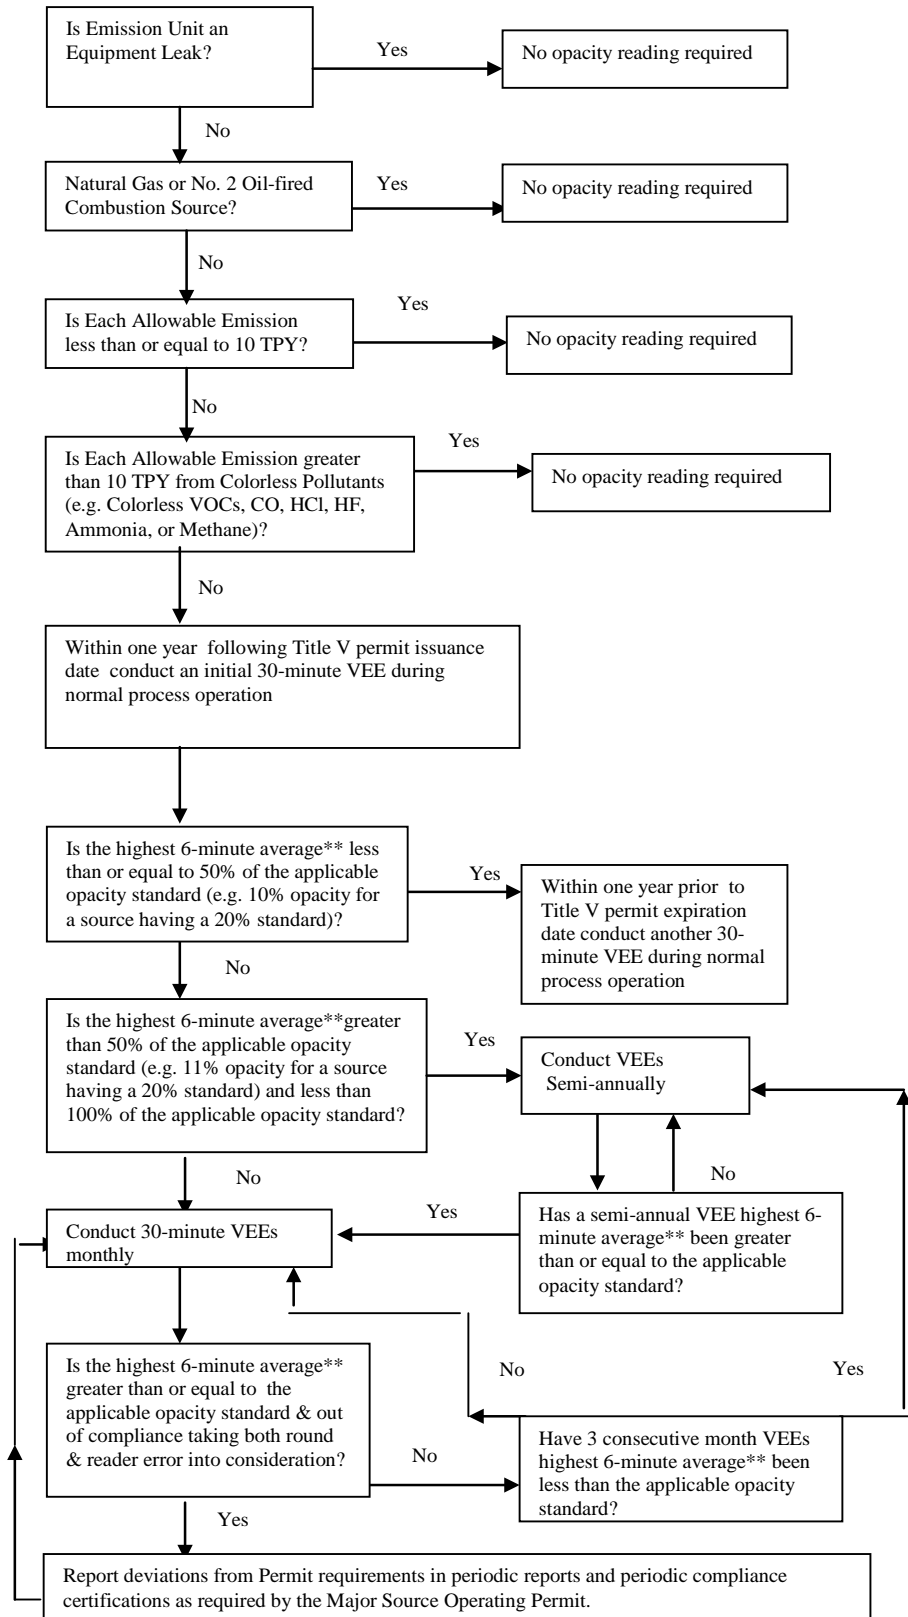 Is Emission Unit an
Equipment Leak?
Yes
No opacity reading required
No
Natural Gas or No. 2 Oil-fired
Combustion Source?
Yes
No opacity reading required
No
Is Each Allowable Emission
less than or equal to 10 TPY?
Yes
No opacity reading required
No
Is Each Allowable Emission greater
than 10 TPY from Colorless Pollutants
(e.g. Colorless VOCs, CO, HCl, HF,
Ammonia, or Methane)?
Yes
No opacity reading required
No
Within one year following Title V permit issuance
date conduct an initial 30-minute VEE during
normal process operation
Is the highest 6-minute average** less
than or equal to 50% of the applicable
opacity standard (e.g. 10% opacity for
a source having a 20% standard)?
Yes
Within one year prior to
Title V permit expiration
date conduct another 30-
minute VEE during normal
process operation
No
Is the highest 6-minute average**greater
than 50% of the applicable opacity
standard (e.g. 11% opacity for a source
having a 20% standard) and less than
100% of the applicable opacity standard?
Yes
Conduct VEEs
Semi-annually
No
No
Conduct 30-minute VEEs
monthly
Yes
Has a semi-annual VEE highest 6-
minute average** been greater
than or equal to the applicable
opacity standard?
Is the highest 6-minute average**
greater than or equal to the
applicable opacity standard & out
of compliance taking both round
& reader error into consideration?
No
Yes
No
Have 3 consecutive month VEEs
highest 6-minute average** been
less than the applicable opacity
standard?
Yes
Report deviations from Permit requirements in periodic reports and periodic compliance
certifications as required by the Major Source Operating Permit.